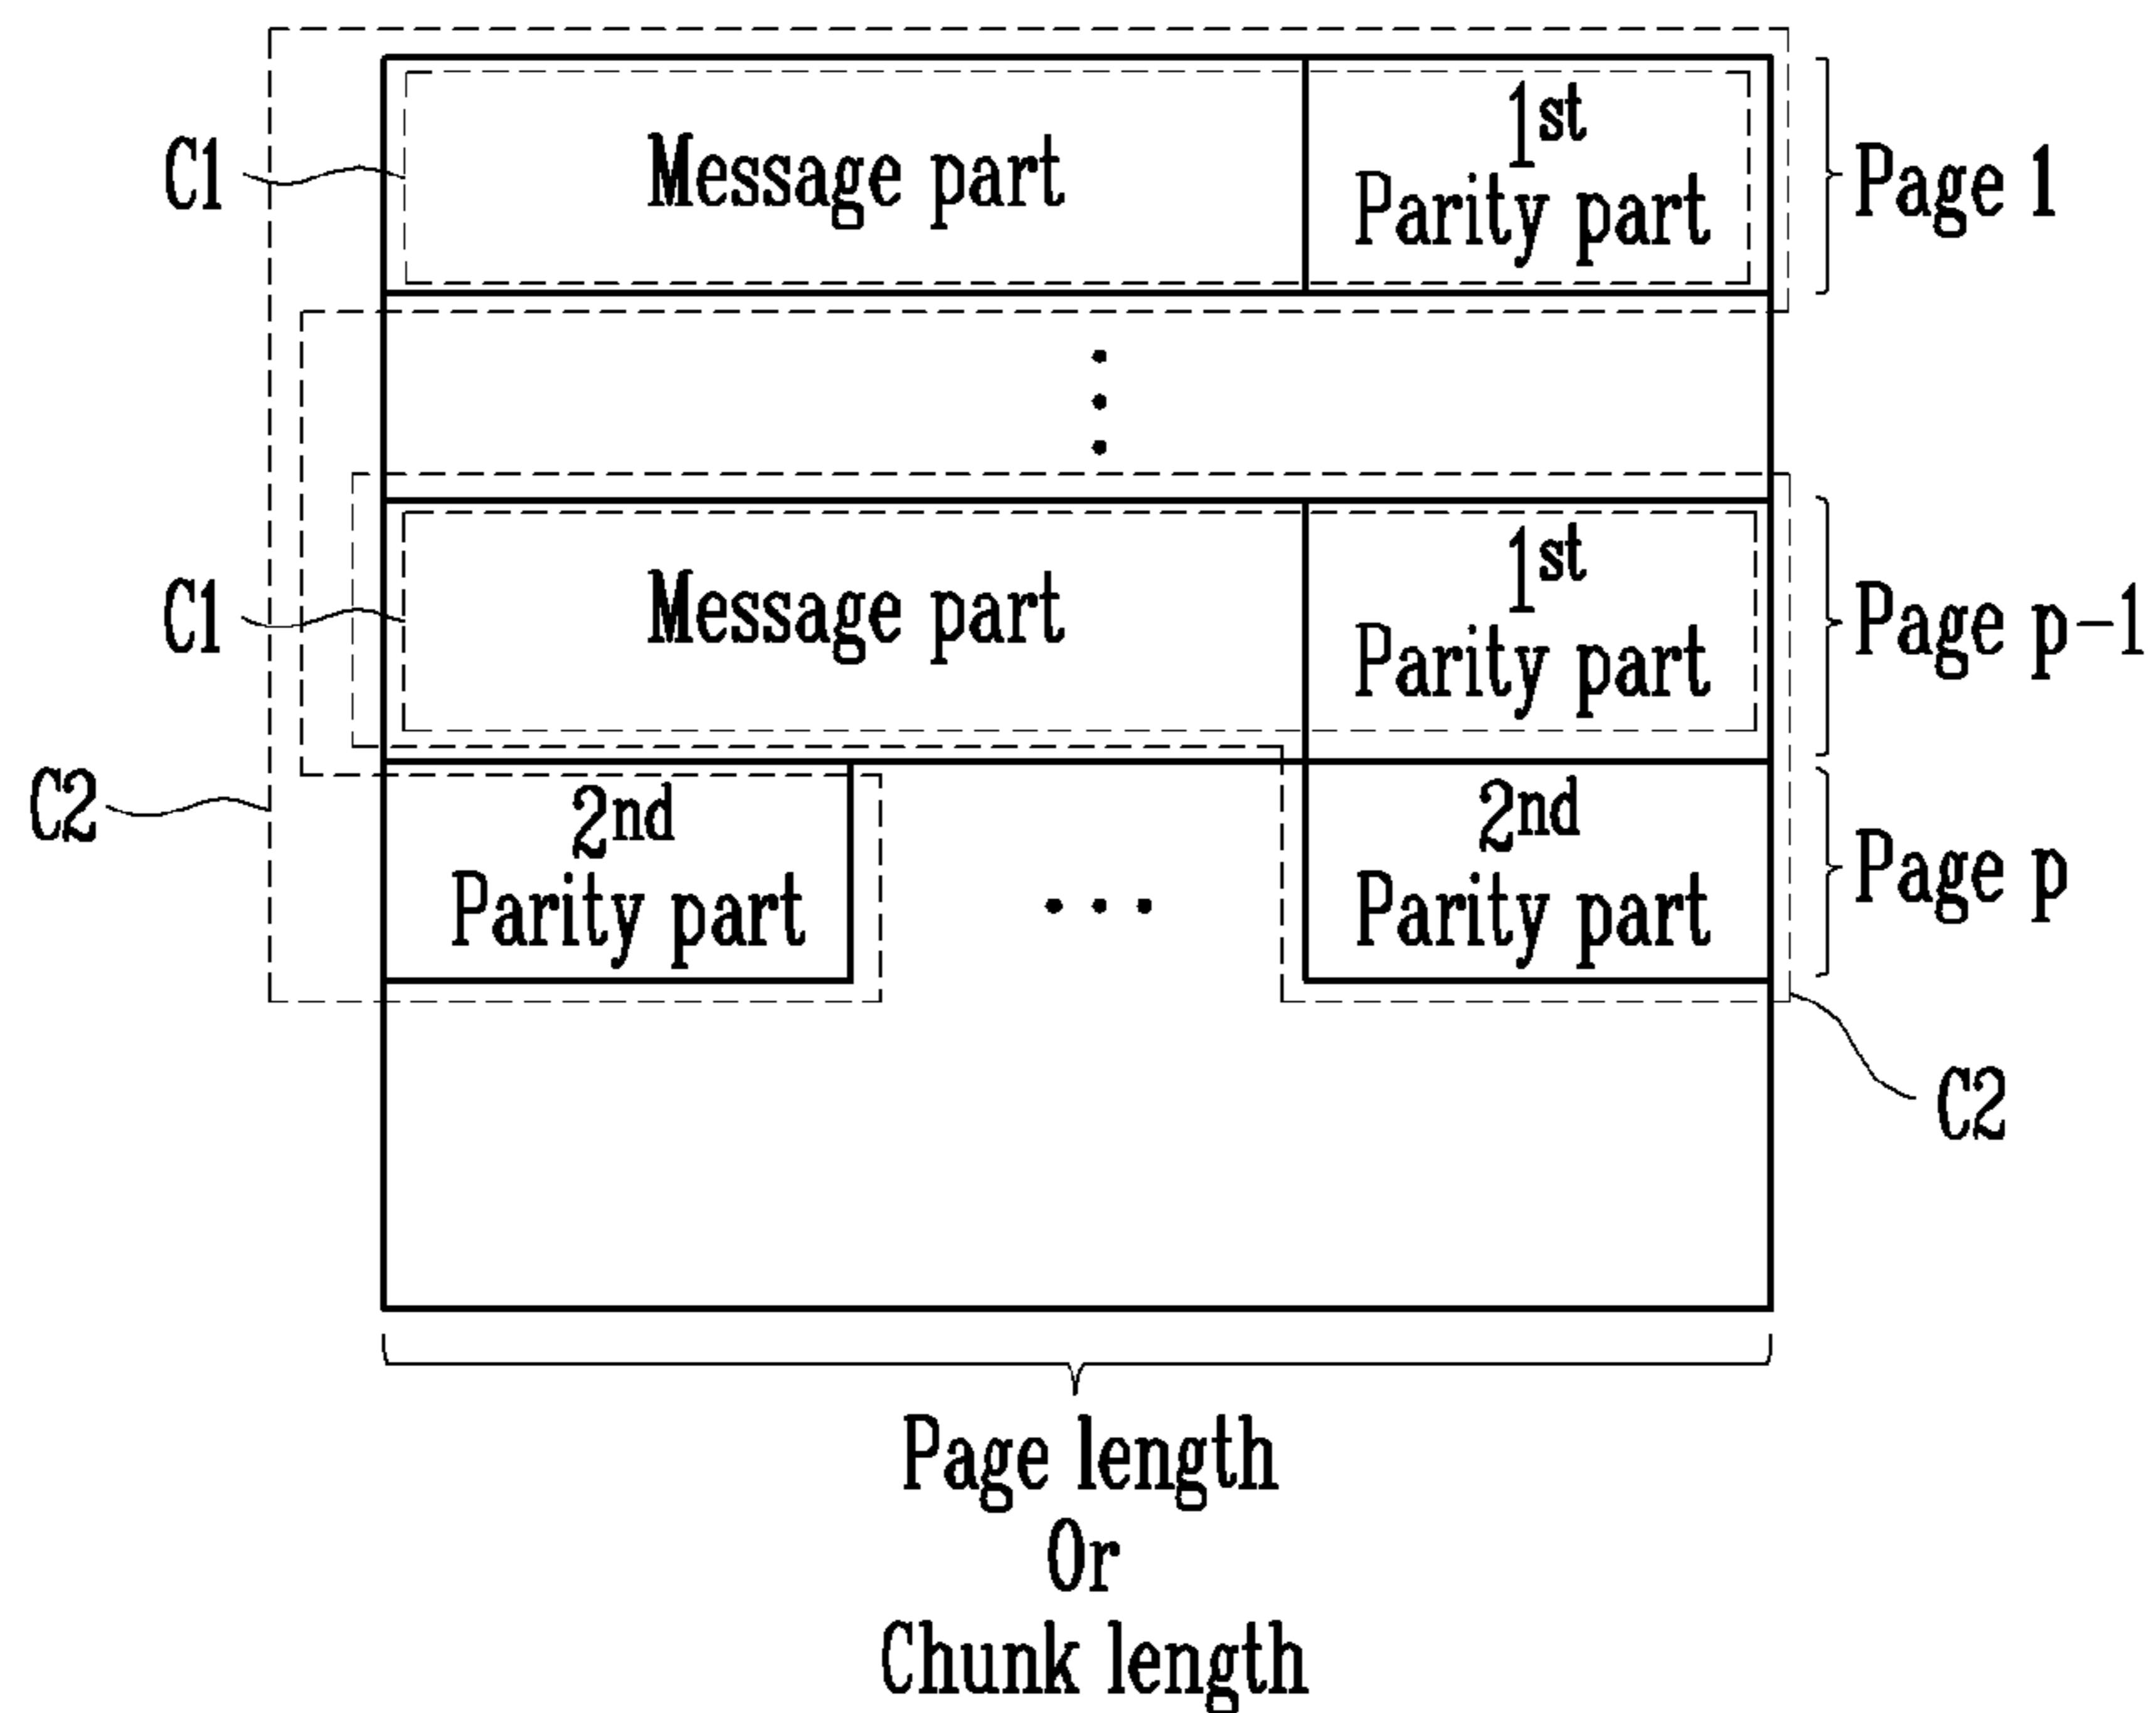 C1
Message part
1st
Parity part
Page 1
C1
Message part
1st
Parity part
Page p-1
C2
2nd
Parity part
2nd
Parity part
Page p
C2
Page length
Or
Chunk length